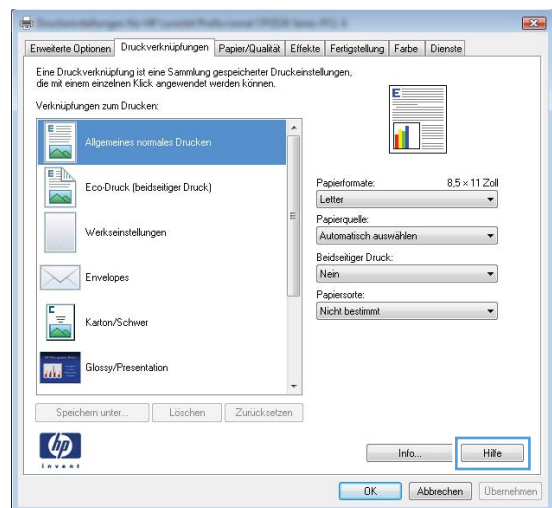 Erweiterte Optionen Druckverknüpfungen Papier/Qualität Effekte Fertigstellung Farbe Dienste
Eine Druckverknüpfung ist eine Sammlung gespeicherter Druckeinstellungen,
die mit einem einzelnen Klick angewendet werden können.
Verknüpfungen zum Drucken:
Allgemeines normales Drucken
Eco-Druck (beidseitiger Druck)
Werkseinstellungen
Envelopes
Karton/Schwer
Glossy/Presentation
Papierformate: 8,5 × 11 Zoll
Letter
Papierquelle:
Automatisch auswählen
Beidseitiger Druck:
Nein
Papiersorte:
Nicht bestimmt
Speichern unter... Löschen Zurücksetzen
hp
invent
Info... Hilfe
OK Abbrechen Übernehmen